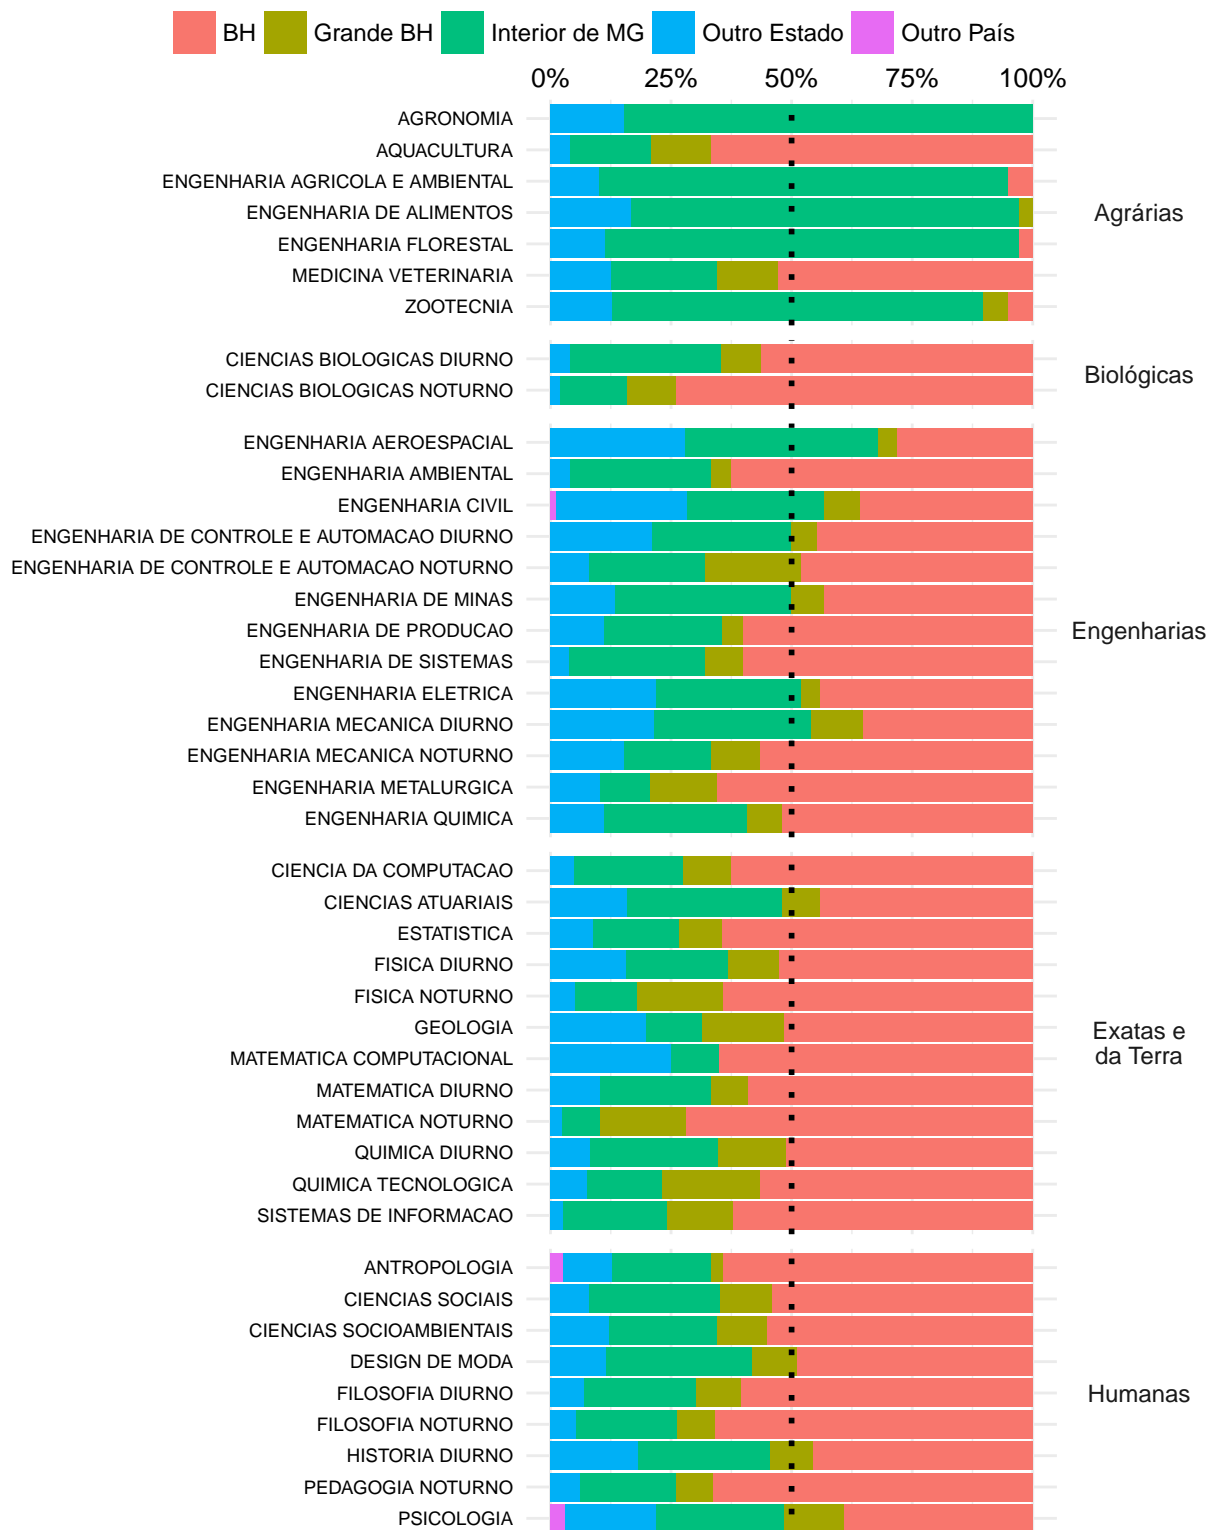 BH Grande BH Interior de MG Outro Estado Outro País
0% 25% 50% 75% 100%
AGRONOMIA
AQUACULTURA
ENGENHARIA AGRICOLA E AMBIENTAL
ENGENHARIA DE ALIMENTOS
ENGENHARIA FLORESTAL
MEDICINA VETERINARIA
ZOOTECNIA
Agrárias
CIENCIAS BIOLOGICAS DIURNO
CIENCIAS BIOLOGICAS NOTURNO
Biológicas
ENGENHARIA AEROESPACIAL
ENGENHARIA AMBIENTAL
ENGENHARIA CIVIL
ENGENHARIA DE CONTROLE E AUTOMACAO DIURNO
ENGENHARIA DE CONTROLE E AUTOMACAO NOTURNO
ENGENHARIA DE MINAS
ENGENHARIA DE PRODUCAO
ENGENHARIA DE SISTEMAS
ENGENHARIA ELETRICA
ENGENHARIA MECANICA DIURNO
ENGENHARIA MECANICA NOTURNO
ENGENHARIA METALURGICA
ENGENHARIA QUIMICA
Engenharias
CIENCIA DA COMPUTACAO
CIENCIAS ATUARIAIS
ESTATISTICA
FISICA DIURNO
FISICA NOTURNO
GEOLOGIA
MATEMATICA COMPUTACIONAL
MATEMATICA DIURNO
MATEMATICA NOTURNO
QUIMICA DIURNO
QUIMICA TECNOLOGICA
SISTEMAS DE INFORMACAO
Exatas e
da Terra
ANTROPOLOGIA
CIENCIAS SOCIAIS
CIENCIAS SOCIOAMBIENTAIS
DESIGN DE MODA
FILOSOFIA DIURNO
FILOSOFIA NOTURNO
HISTORIA DIURNO
PEDAGOGIA NOTURNO
PSICOLOGIA
Humanas